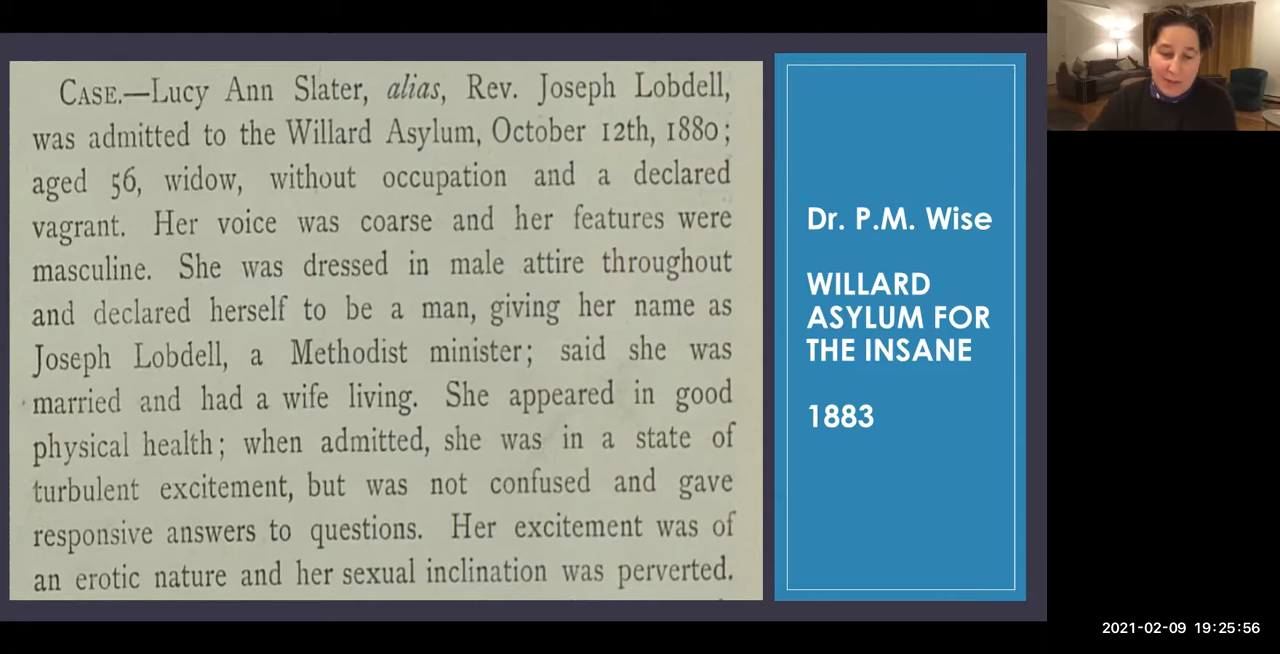 CASE.—Lucy Ann Slater, alias, Rev. Joseph Lobdell,
was admitted to the Willard Asylum, October 12th, 1880;
aged 56, widow, without occupation and a declared
vagrant. Her voice was coarse and her features were
masculine. She was dressed in male attire throughout
and declared herself to be a man, giving her name as
Joseph Lobdell, a Methodist minister; said she was
married and had a wife living. She appeared in good
physical health; when admitted, she was in a state of
turbulent excitement, but was not confused and gave
responsive answers to questions. Her excitement was of
an erotic nature and her sexual inclination was perverted.
Dr. P.M. Wise
WILLARD
ASYLUM FOR
THE INSANE
1883
2021-02-09 19:25:56